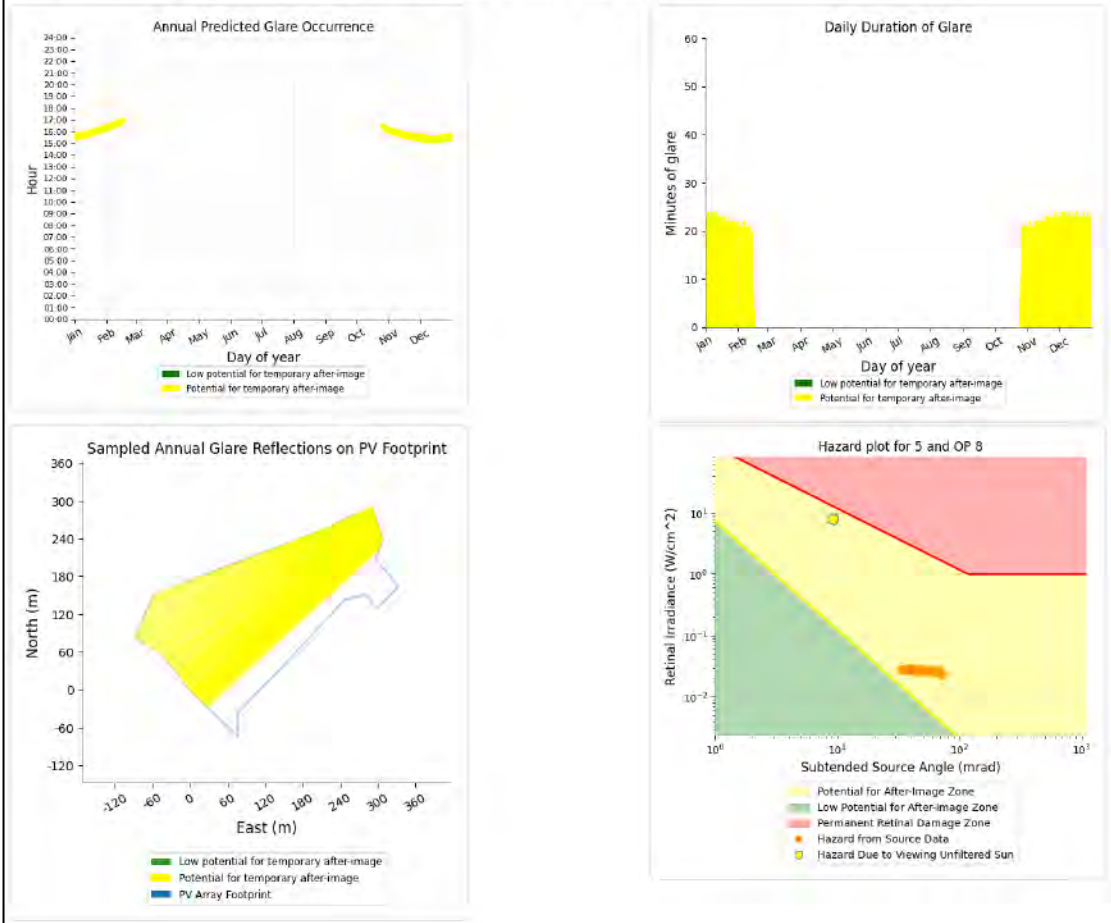 Annual Predicted Glare Occurrence
24:00
23:00
22:00
21:00
20:00
19:00
18:00
17:00
16:00
15:00
14:00
13:00
12:00
11:00
10:00
09:00
08:00
07:00
06:00
05:00
04:00
03:00
02:00
01:00
00:00
Hour
Jan Feb Mar Apr May Jun Jul Aug Sep Oct Nov Dec
Day of year
Low potential for temporary after-image
Potential for temporary after-image
Daily Duration of Glare
60
50
40
30
20
10
0
Minutes of glare
Jan Feb Mar Apr May Jun Jul Aug Sep Oct Nov Dec
Day of year
Low potential for temporary after-image
Potential for temporary after-image
Sampled Annual Glare Reflections on PV Footprint
360
300
240
180
120
60
0
-60
-120
North (m)
-120 -60 0 60 120 180 240 300 360
East (m)
Low potential for temporary after-image
Potential for temporary after-image
PV Array Footprint
Hazard plot for 5 and OP 8
10^1
10^0
10^-1
10^-2
Retinal Irradiance (W/cm^2)
10^0 10^1 10^2 10^3
Subtended Source Angle (mrad)
Potential for After-Image Zone
Low Potential for After-Image Zone
Permanent Retinal Damage Zone
Hazard from Source Data
Hazard Due to Viewing Unfiltered Sun